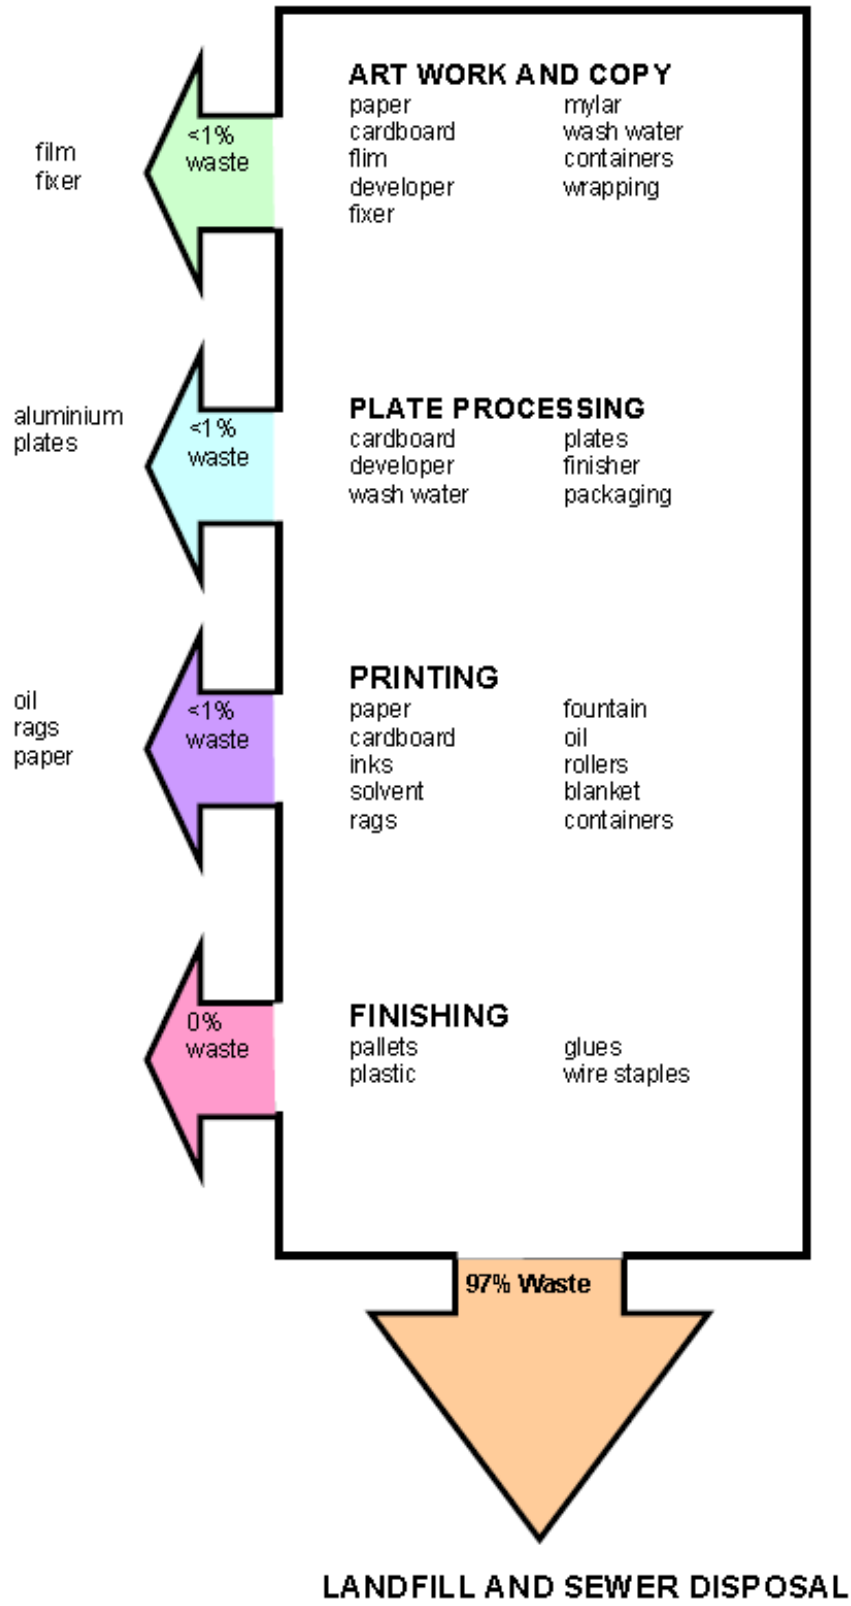 ART WORK AND COPY
paper mylar
cardboard wash water
flim containers
developer wrapping
fixer
<1%
waste
film
fixer
PLATE PROCESSING
cardboard plates
developer finisher
wash water packaging
<1%
waste
aluminium
plates
PRINTING
paper fountain
cardboard oil
inks rollers
solvent blanket
rags containers
<1%
waste
oil
rags
paper
FINISHING
pallets glues
plastic wire staples
0%
waste
97% Waste
LANDFILL AND SEWER DISPOSAL